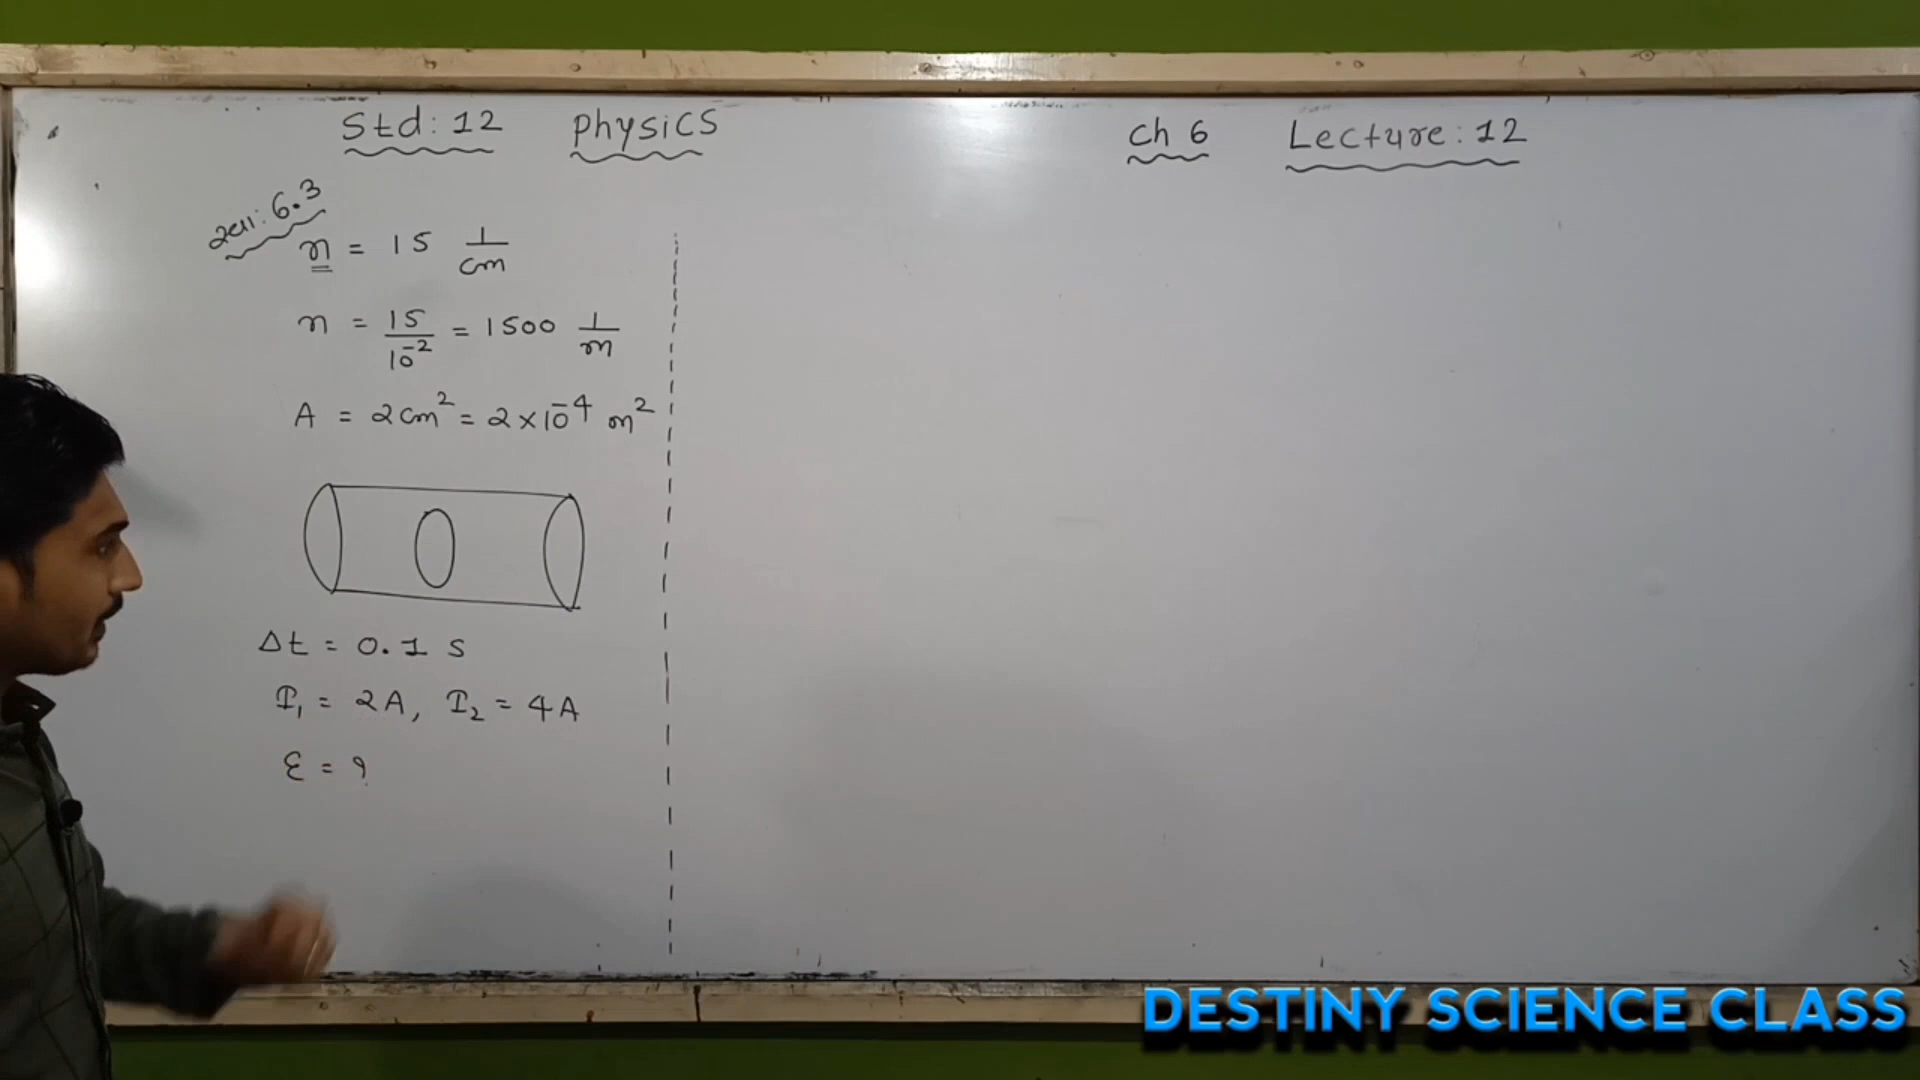 Std: 12 Physics
Ch 6 Lecture: 12
સ્વા: 6.3
n = 15 1/cm
n = 15/10⁻² = 1500 1/m
A = 2cm² = 2×10⁻⁴ m²
Δt = 0.1 s
I₁ = 2A, I₂ = 4A
ε = ?
DESTINY SCIENCE CLASS